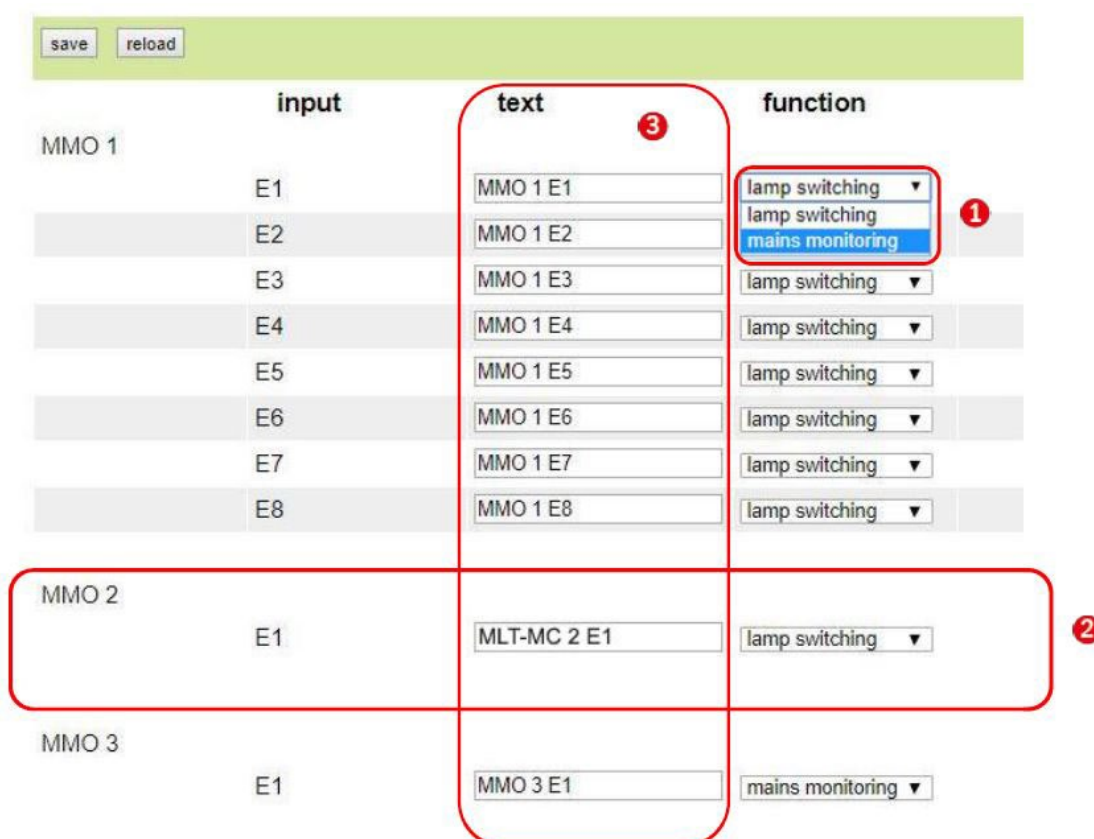 save reload
input text function
3
MMO 1
E1 MMO 1 E1 lamp switching ▼
lamp switching
1
E2 MMO 1 E2 mains monitoring
E3 MMO 1 E3 lamp switching ▼
E4 MMO 1 E4 lamp switching ▼
E5 MMO 1 E5 lamp switching ▼
E6 MMO 1 E6 lamp switching ▼
E7 MMO 1 E7 lamp switching ▼
E8 MMO 1 E8 lamp switching ▼
MMO 2
E1 MLT-MC 2 E1 lamp switching ▼ 2
MMO 3
E1 MMO 3 E1 mains monitoring ▼